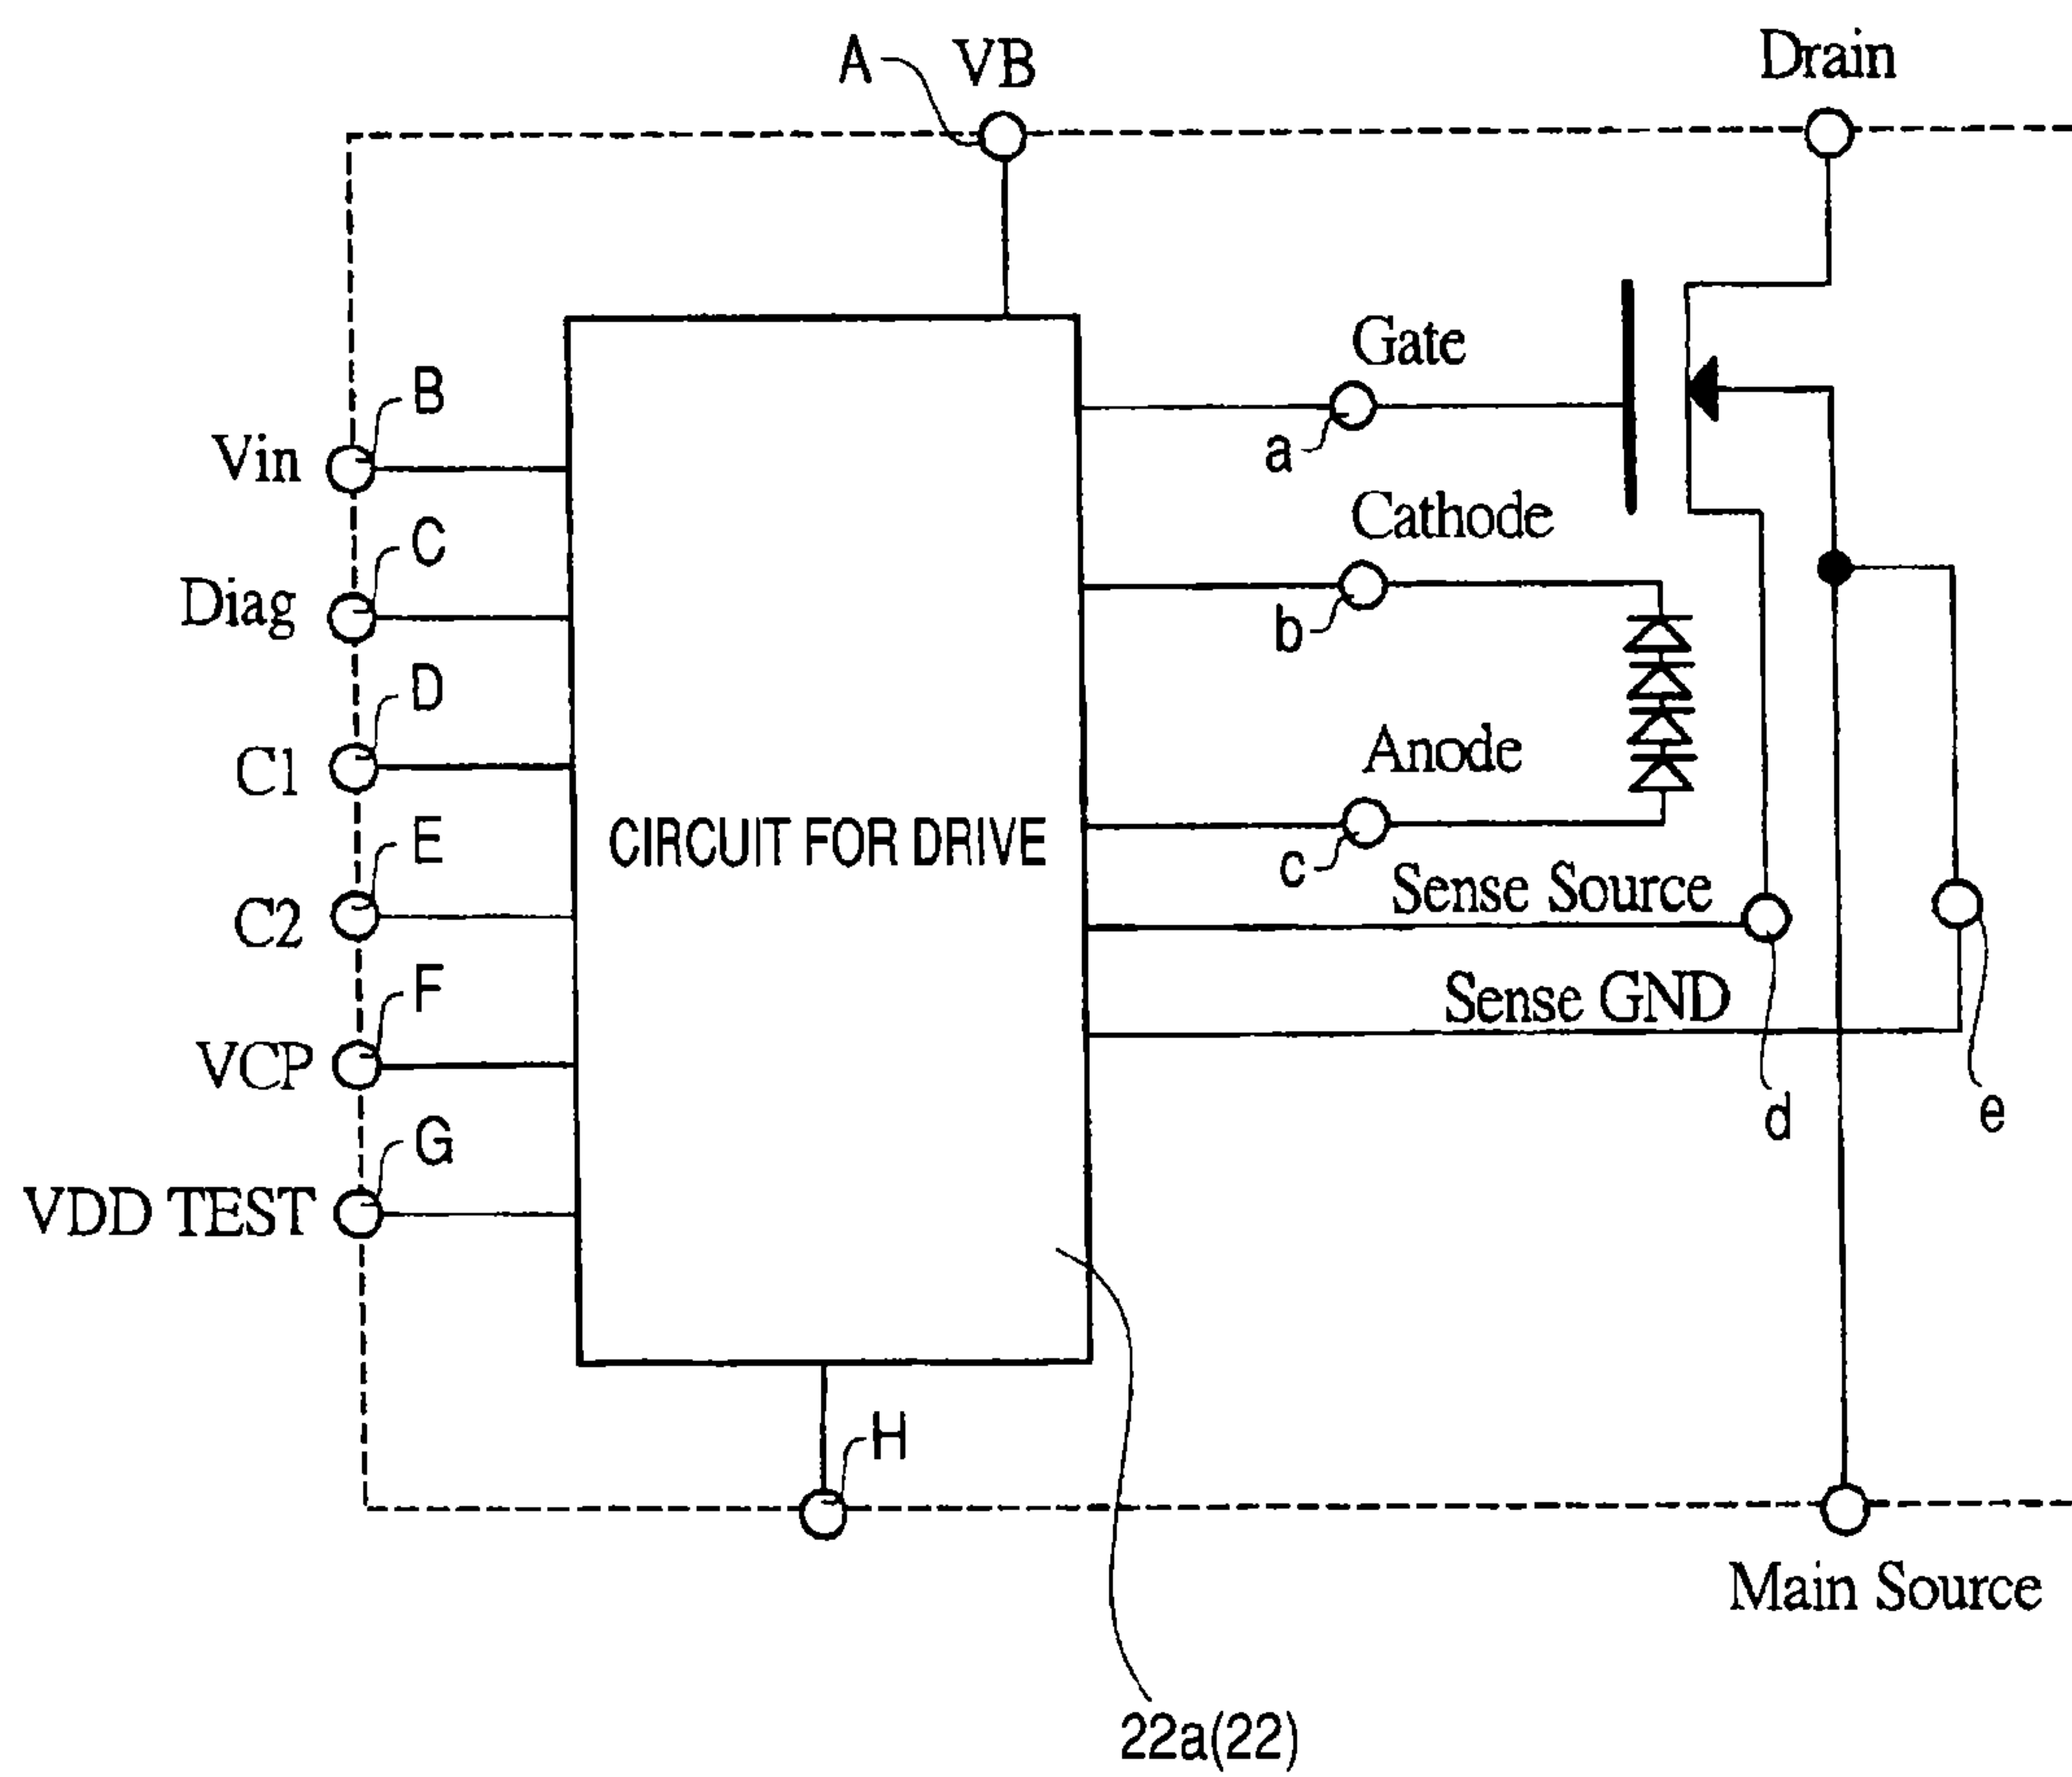 A
VB
Drain
B
Vin
Gate
a
C
Diag
Cathode
b
D
C1
Anode
c
E
C2
CIRCUIT FOR DRIVE
Sense Source
F
VCP
Sense GND
d
e
G
VDD TEST
H
Main Source
22a(22)